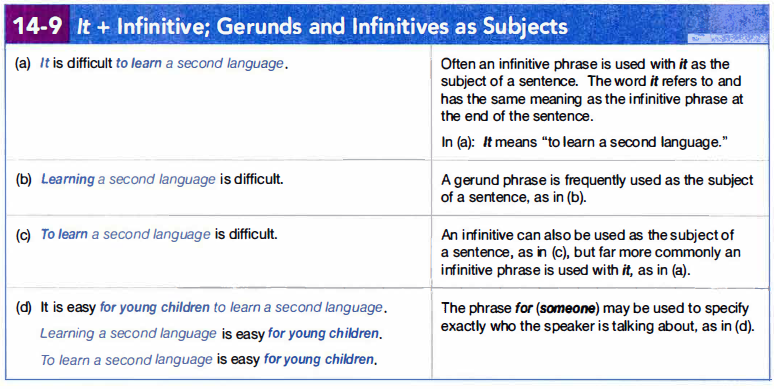 14-9 It + Infinitive; Gerunds and Infinitives as Subjects
(a) It is difficult to learn a second language.
Often an infinitive phrase is used with it as the
subject of a sentence. The word it refers to and
has the same meaning as the infinitive phrase at
the end of the sentence.
In (a): It means “to learn a second language.”
(b) Learning a second language is difficult.
A gerund phrase is frequently used as the subject
of a sentence, as in (b).
(c) To learn a second language is difficult.
An infinitive can also be used as the subject of
a sentence, as in (c), but far more commonly an
infinitive phrase is used with it, as in (a).
(d) It is easy for young children to learn a second language.
Learning a second language is easy for young children.
To learn a second language is easy for young children.
The phrase for (someone) may be used to specify
exactly who the speaker is talking about, as in (d).